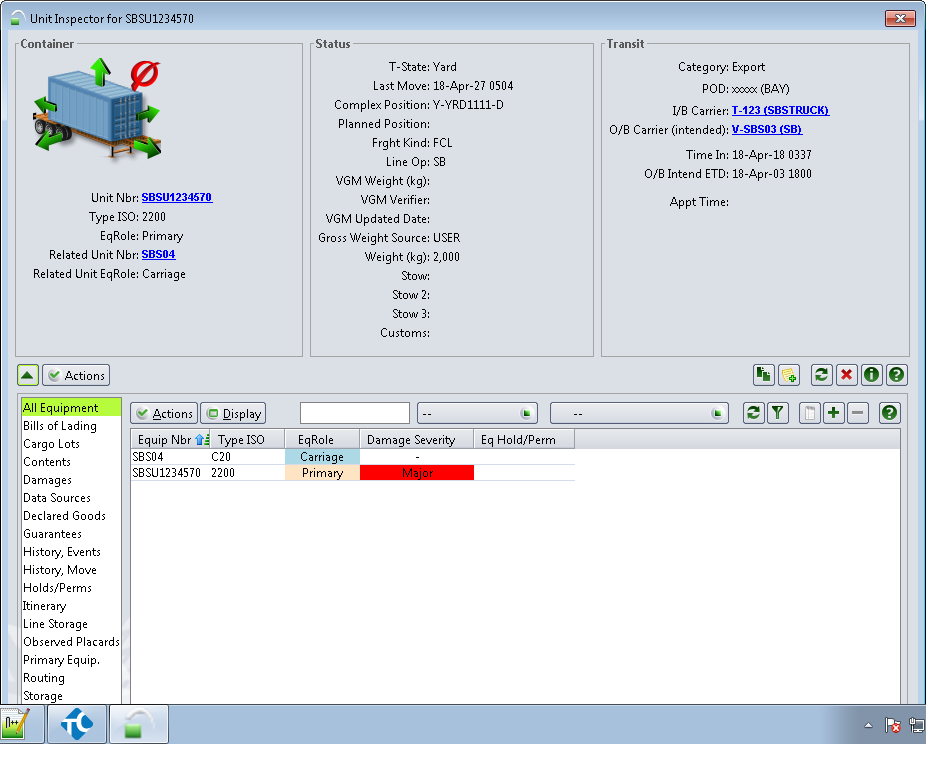 Unit Inspector for SBSU1234570
Container
Unit Nbr: SBSU1234570
Type ISO: 2200
EqRole: Primary
Related Unit Nbr: SBS04
Related Unit EqRole: Carriage
Status
T-State: Yard
Last Move: 18-Apr-27 0504
Complex Position: Y-YRD1111-D
Planned Position:
Frght Kind: FCL
Line Op: SB
VGM Weight (kg):
VGM Verifier:
VGM Updated Date:
Gross Weight Source: USER
Weight (kg): 2,000
Stow:
Stow 2:
Stow 3:
Customs:
Transit
Category: Export
POD: xxxxx (BAY)
I/B Carrier: T-123 (SBSTRUCK)
O/B Carrier (intended): V-SBS03 (SB)
Time In: 18-Apr-18 0337
O/B Intend ETD: 18-Apr-03 1800
Appt Time:
Actions
All Equipment
Bills of Lading
Cargo Lots
Contents
Damages
Data Sources
Declared Goods
Guarantees
History, Events
History, Move
Holds/Perms
Itinerary
Line Storage
Observed Placards
Primary Equip.
Routing
Storage
Actions Display -- --
Equip Nbr Type ISO EqRole Damage Severity Eq Hold/Perm
SBS04 C20 Carriage -
SBSU1234570 2200 Primary Major
TC